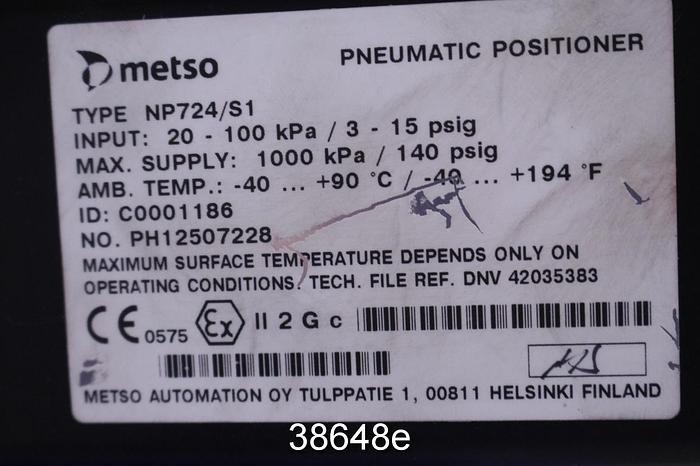 metso
PNEUMATIC POSITIONER
TYPE NP724/S1
INPUT: 20 - 100 kPa / 3 - 15 psig
MAX. SUPPLY: 1000 kPa / 140 psig
AMB. TEMP.: -40 ... +90 °C / -40 ... +194 °F
ID: C0001186
NO. PH12507228
MAXIMUM SURFACE TEMPERATURE DEPENDS ONLY ON
OPERATING CONDITIONS. TECH. FILE REF. DNV 42035383
CE 0575 Ex II 2 G c
METSO AUTOMATION OY TULPPATIE 1, 00811 HELSINKI FINLAND
38648e